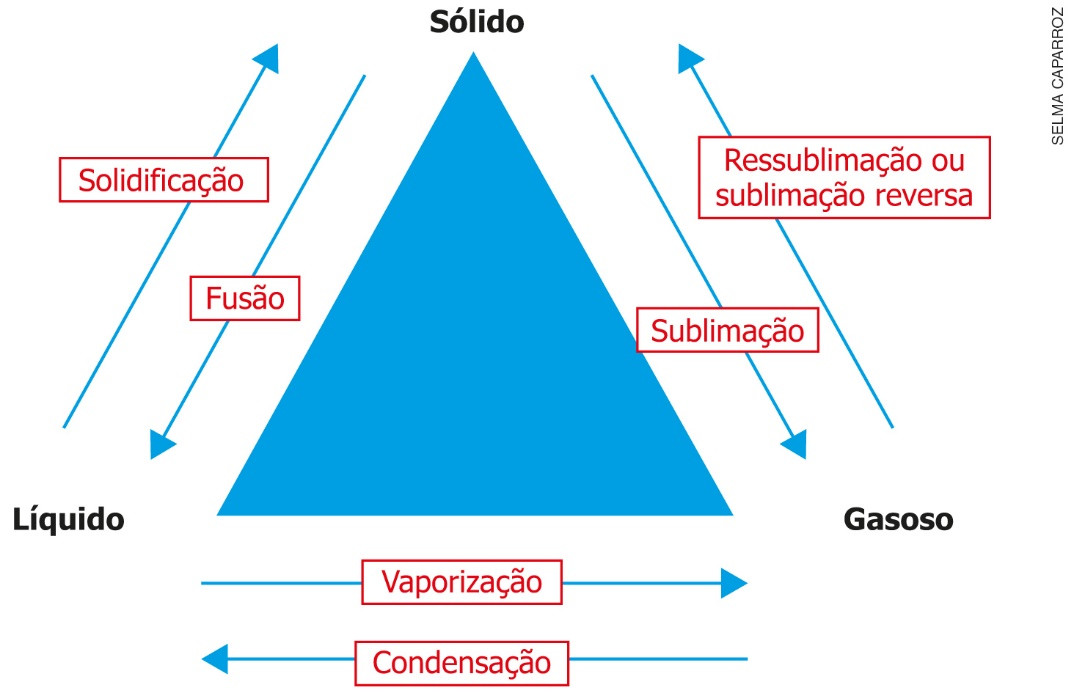 Sólido
SELMA CAPARROZ
Solidificação
Ressublimação ou
sublimação reversa
Fusão
Sublimação
Líquido
Gasoso
Vaporização
Condensação